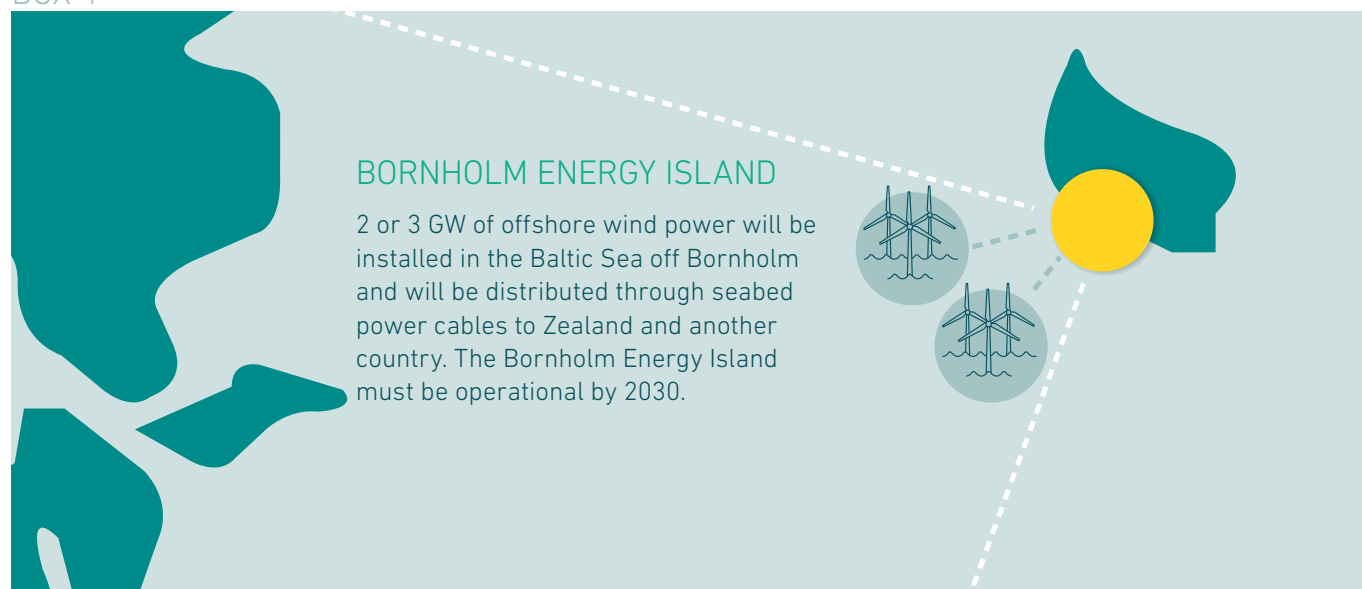 BORNHOLM ENERGY ISLAND
2 or 3 GW of offshore wind power will be
installed in the Baltic Sea off Bornholm
and will be distributed through seabed
power cables to Zealand and another
country. The Bornholm Energy Island
must be operational by 2030.